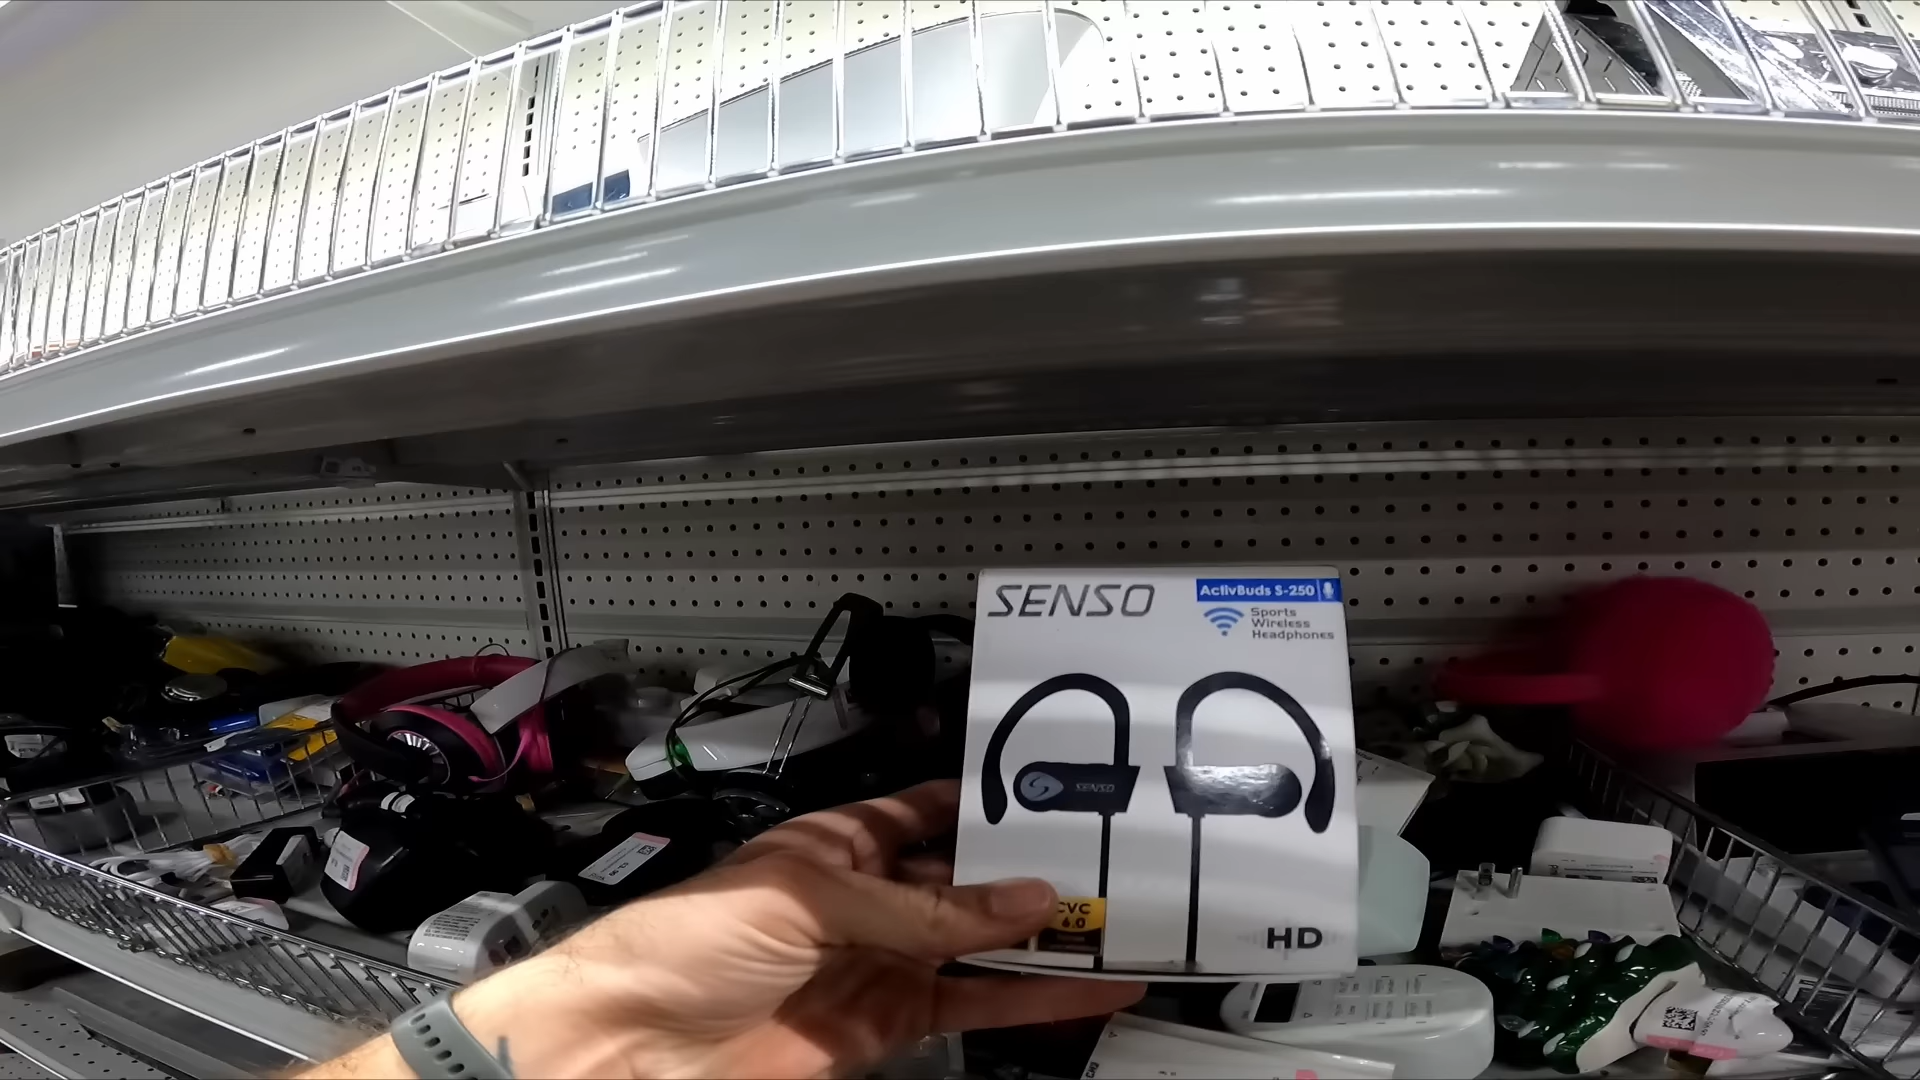 SENSO
ActivBuds S-250
Sports
Wireless
Headphones
SENSO
CVC
6.0
HD